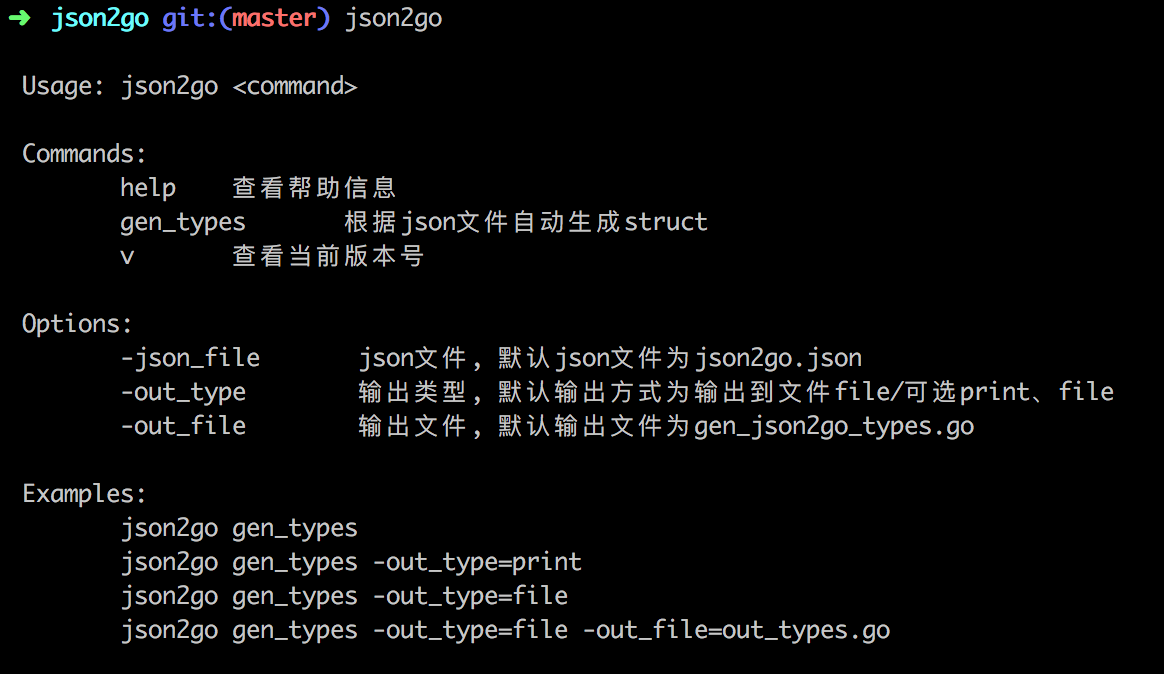 ➜ json2go git:(master) json2go
Usage: json2go <command>
Commands:
help 查看帮助信息
gen_types 根据json文件自动生成struct
v 查看当前版本号
Options:
-json_file json文件，默认json文件为json2go.json
-out_type 输出类型，默认输出方式为输出到文件file/可选print、file
-out_file 输出文件，默认输出文件为gen_json2go_types.go
Examples:
json2go gen_types
json2go gen_types -out_type=print
json2go gen_types -out_type=file
json2go gen_types -out_type=file -out_file=out_types.go